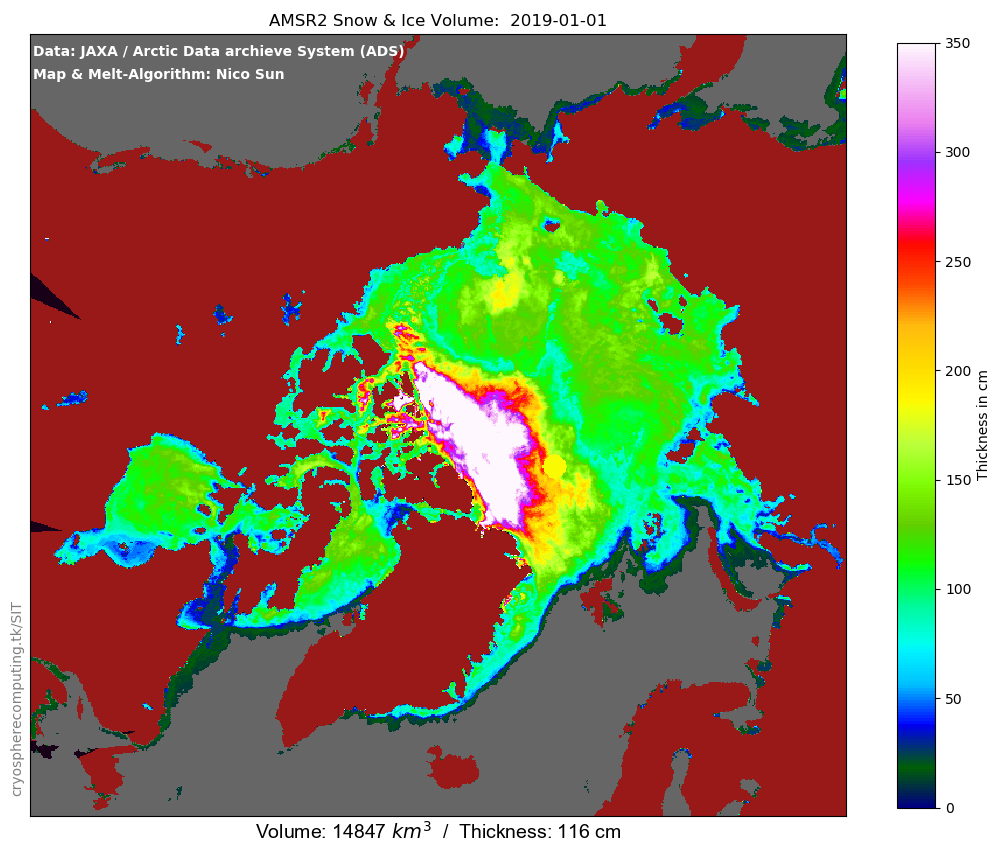 AMSR2 Snow & Ice Volume:  2019-01-01
Data: JAXA / Arctic Data archieve System (ADS)
Map & Melt-Algorithm: Nico Sun
350
300
250
200
150
100
50
0
Thickness in cm
cryospherecomputing.tk/SIT
Volume: 14847 km³  /  Thickness: 116 cm